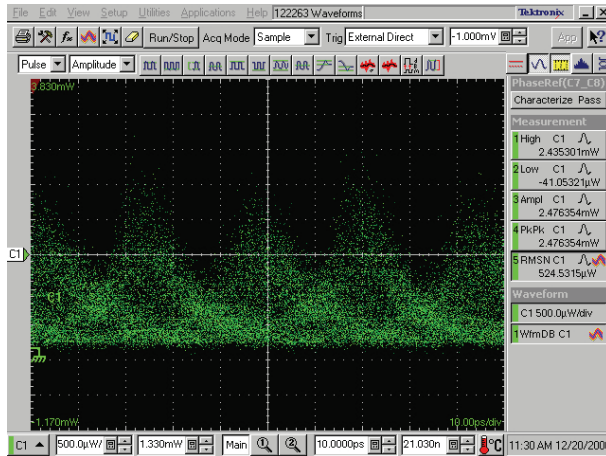 File Edit View Setup Utilities Applications Help 122263 Waveforms Tektronix
Run/Stop Acq Mode Sample Trig External Direct -1.000mV App
Pulse Amplitude
3.830mW
C1
C1
-1.170mW
10.00ps/div
PhaseRef(C7_C8)
Characterize Pass
Measurement
1 High C1
2.435301mW
2 Low C1
-41.05321µW
3 Ampl C1
2.476354mW
4 PkPk C1
2.476354mW
5 RMSN C1
524.5315µW
Waveform
C1 500.0µW/div
1 WfmDB C1
C1 500.0µW/ 1.330mW Main 10.0000ps 21.030n °C 11:30 AM 12/20/200